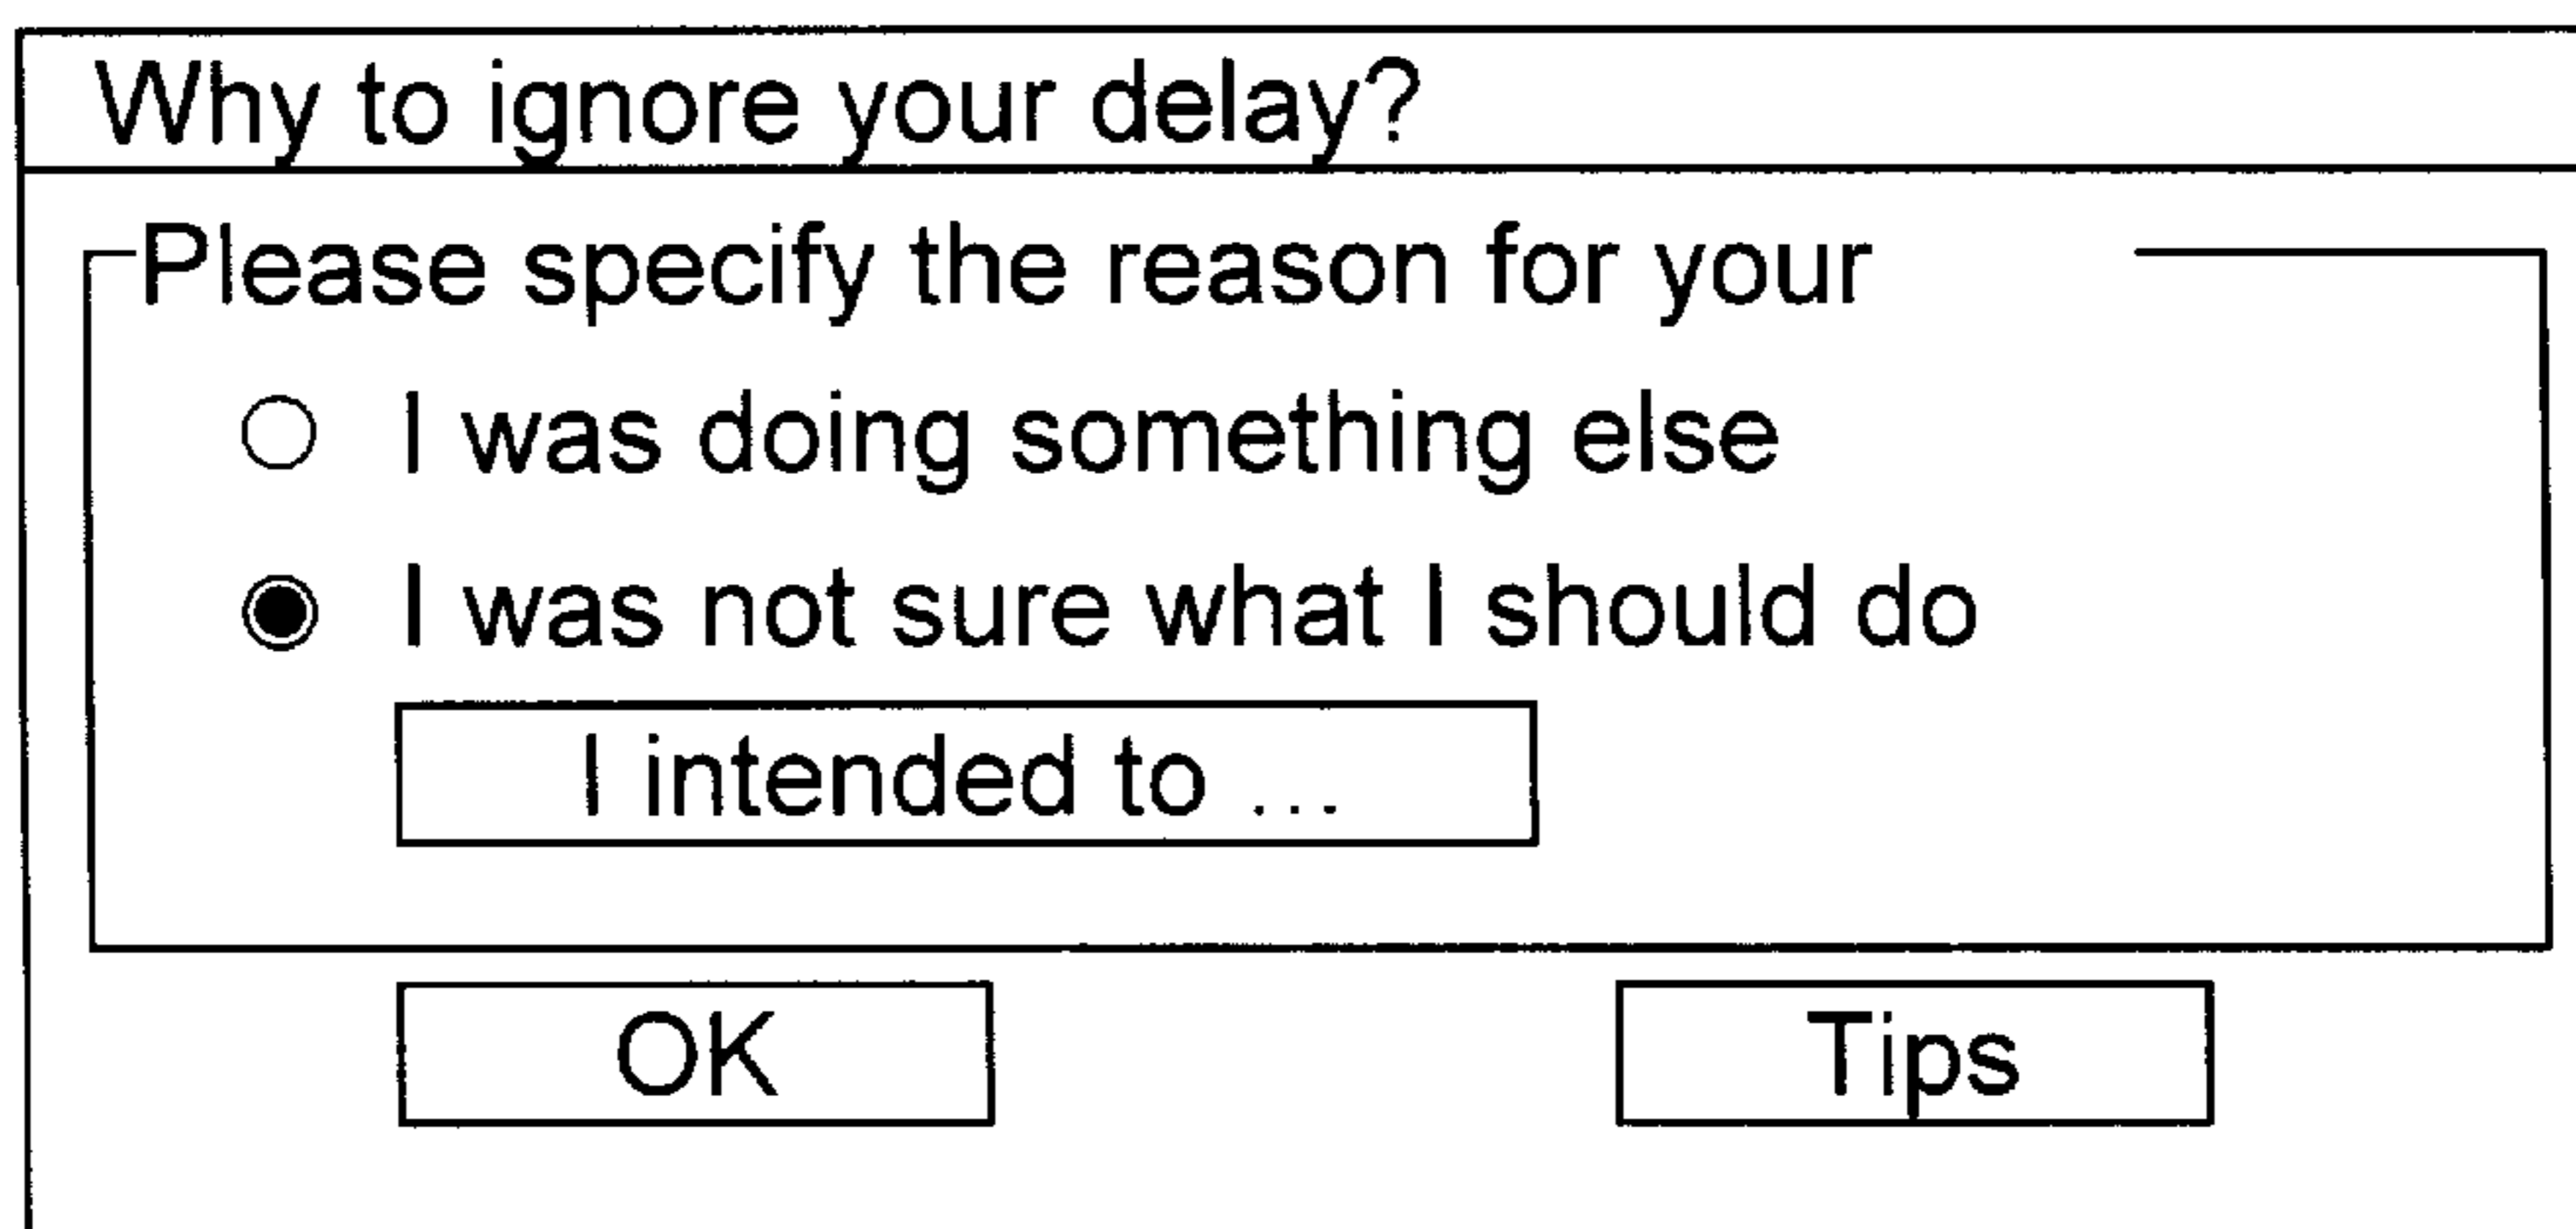 Why to ignore your delay?
Please specify the reason for your
I was doing something else
I was not sure what I should do
I intended to ...
OK
Tips